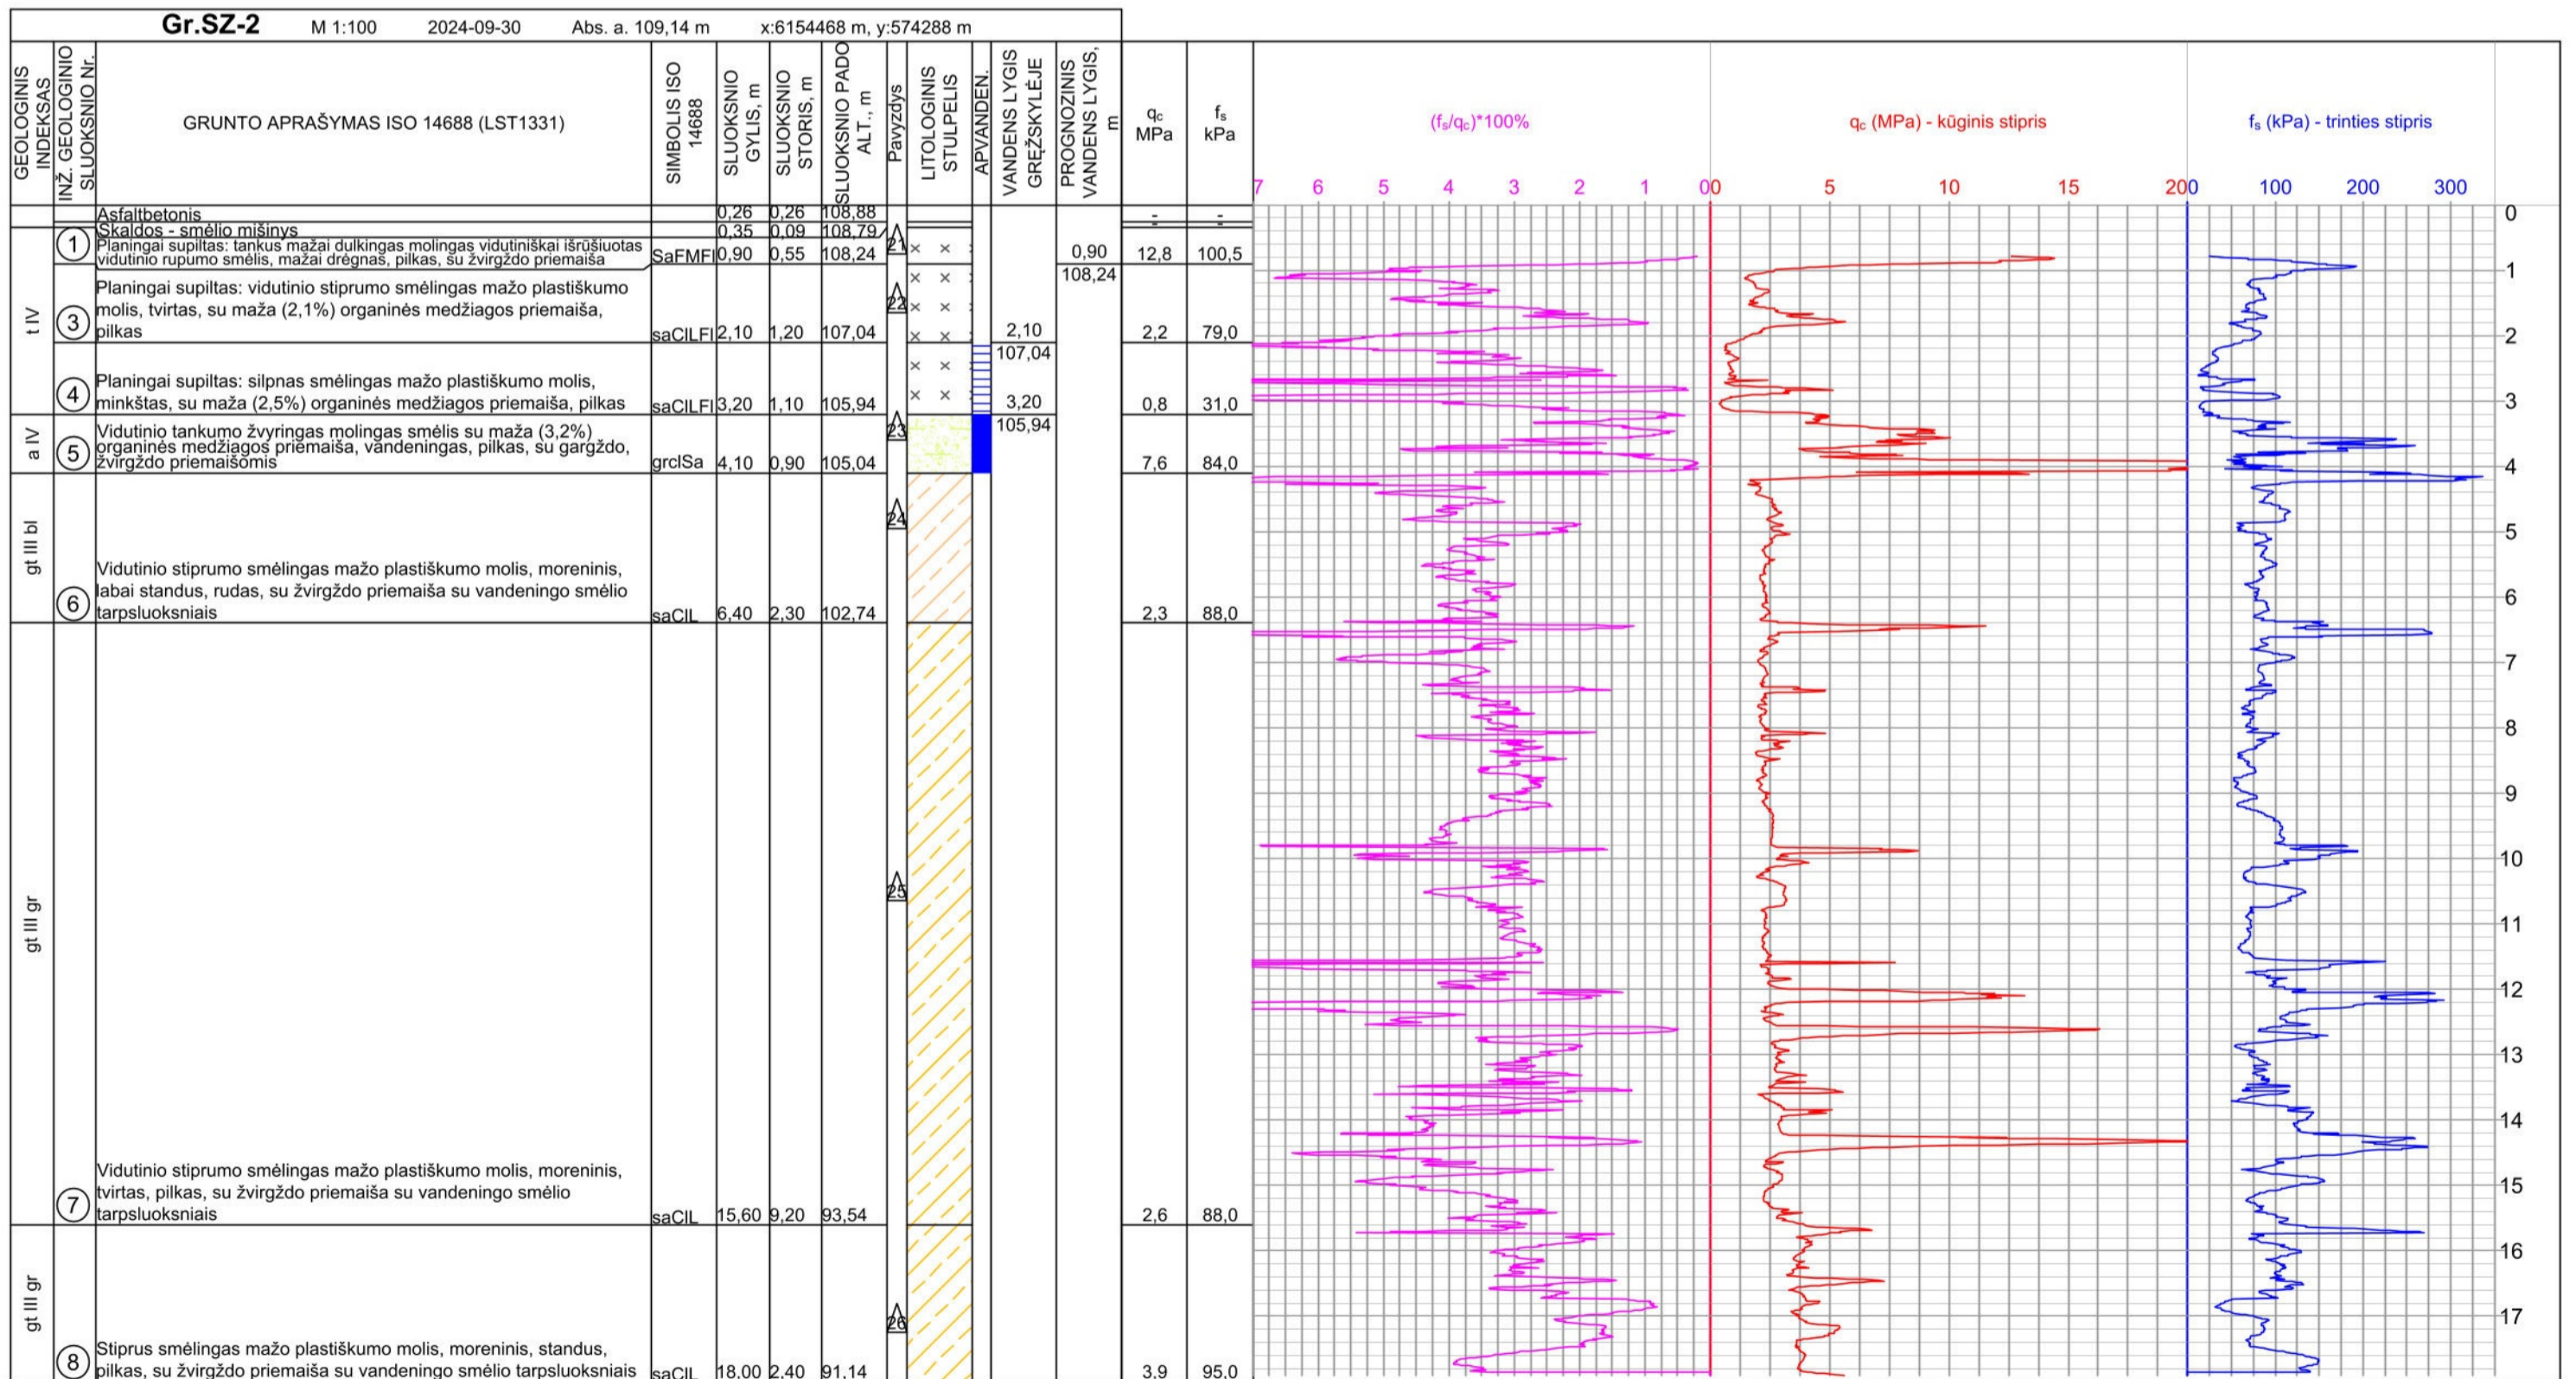 Gr.SZ-2 M 1:100 2024-09-30 Abs. a. 109,14 m x:6154468 m, y:574288 m
GEOLOGINIS
INDEKSAS
INŽ. GEOLOGINIO
SLUOKSNIO Nr.
GRUNTO APRAŠYMAS ISO 14688 (LST1331)
SIMBOLIS ISO
14688
SLUOKSNIO
GYLIS, m
SLUOKSNIO
STORIS, m
SLUOKSNIO PADO
ALT., m
Pavyzdys
LITOLOGINIS
STULPELIS
APVANDEN.
VANDENS LYGIS
GRĘŽSKYLĖJE
PROGNOZINIS
VANDENS LYGIS,
m
qc
MPa
fs
kPa
(fs/qc)*100%
7 6 5 4 3 2 1 0
qc (MPa) - kūginis stipris
0 5 10 15 20
fs (kPa) - trinties stipris
0 100 200 300
Asfaltbetonis 0,26 0,26 108,88 - -
Skaldos - smėlio mišinys 0,35 0,09 108,79 - -
1
Planingai supiltas: tankus mažai dulkingas molingas vidutiniškai išrūšiuotas
vidutinio rupumo smėlis, mažai drėgnas, pilkas, su žvirgždo priemaiša
SaFMFl 0,90 0,55 108,24 21 0,90 12,8 100,5
108,24
t IV
3
Planingai supiltas: vidutinio stiprumo smėlingas mažo plastiškumo
molis, tvirtas, su maža (2,1%) organinės medžiagos priemaiša,
pilkas
saClLFl 2,10 1,20 107,04 22 2,10 2,2 79,0
107,04
4
Planingai supiltas: silpnas smėlingas mažo plastiškumo molis,
minkštas, su maža (2,5%) organinės medžiagos priemaiša, pilkas
saClLFl 3,20 1,10 105,94 3,20 0,8 31,0
105,94
a IV
5
Vidutinio tankumo žvyringas molingas smėlis su maža (3,2%)
organinės medžiagos priemaiša, vandeningas, pilkas, su gargždo,
žvirgždo priemaišomis
grclSa 4,10 0,90 105,04 23 7,6 84,0
gt III bl
24
6
Vidutinio stiprumo smėlingas mažo plastiškumo molis, moreninis,
labai standus, rudas, su žvirgždo priemaiša su vandeningo smėlio
tarpsluoksniais
saClL 6,40 2,30 102,74 2,3 88,0
gt III gr
25
7
Vidutinio stiprumo smėlingas mažo plastiškumo molis, moreninis,
tvirtas, pilkas, su žvirgždo priemaiša su vandeningo smėlio
tarpsluoksniais
saClL 15,60 9,20 93,54 2,6 88,0
gt III gr
26
8
Stiprus smėlingas mažo plastiškumo molis, moreninis, standus,
pilkas, su žvirgždo priemaiša su vandeningo smėlio tarpsluoksniais
saClL 18,00 2,40 91,14 3,9 95,0
0
1
2
3
4
5
6
7
8
9
10
11
12
13
14
15
16
17